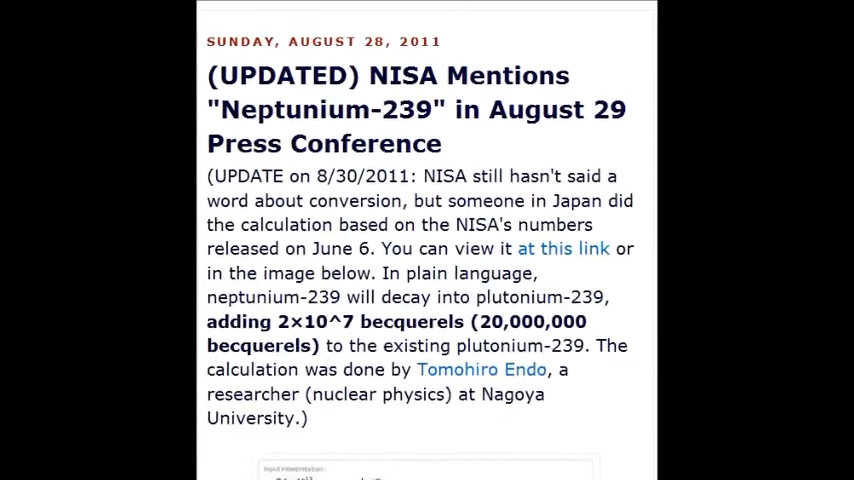 SUNDAY, AUGUST 28, 2011
(UPDATED) NISA Mentions
"Neptunium-239" in August 29
Press Conference
(UPDATE on 8/30/2011: NISA still hasn't said a
word about conversion, but someone in Japan did
the calculation based on the NISA's numbers
released on June 6. You can view it at this link or
in the image below. In plain language,
neptunium-239 will decay into plutonium-239,
adding 2×10^7 becquerels (20,000,000
becquerels) to the existing plutonium-239. The
calculation was done by Tomohiro Endo, a
researcher (nuclear physics) at Nagoya
University.)
Input interpretation: